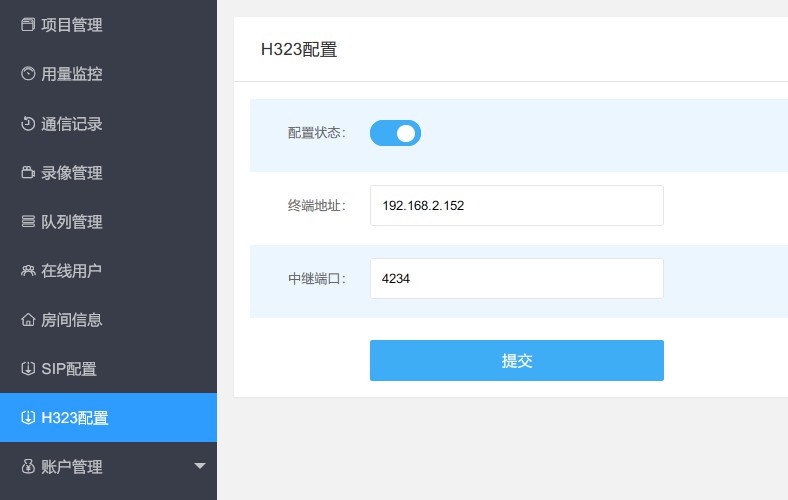 项目管理
用量监控
通信记录
录像管理
队列管理
在线用户
房间信息
SIP配置
H323配置
账户管理
H323配置
配置状态：
终端地址： 192.168.2.152
中继端口： 4234
提交